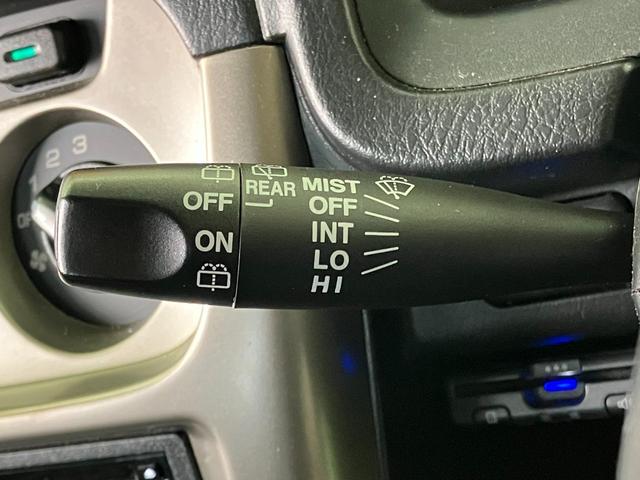 1 2 3
OFF
ON
REAR
MIST
OFF
INT
LO
HI